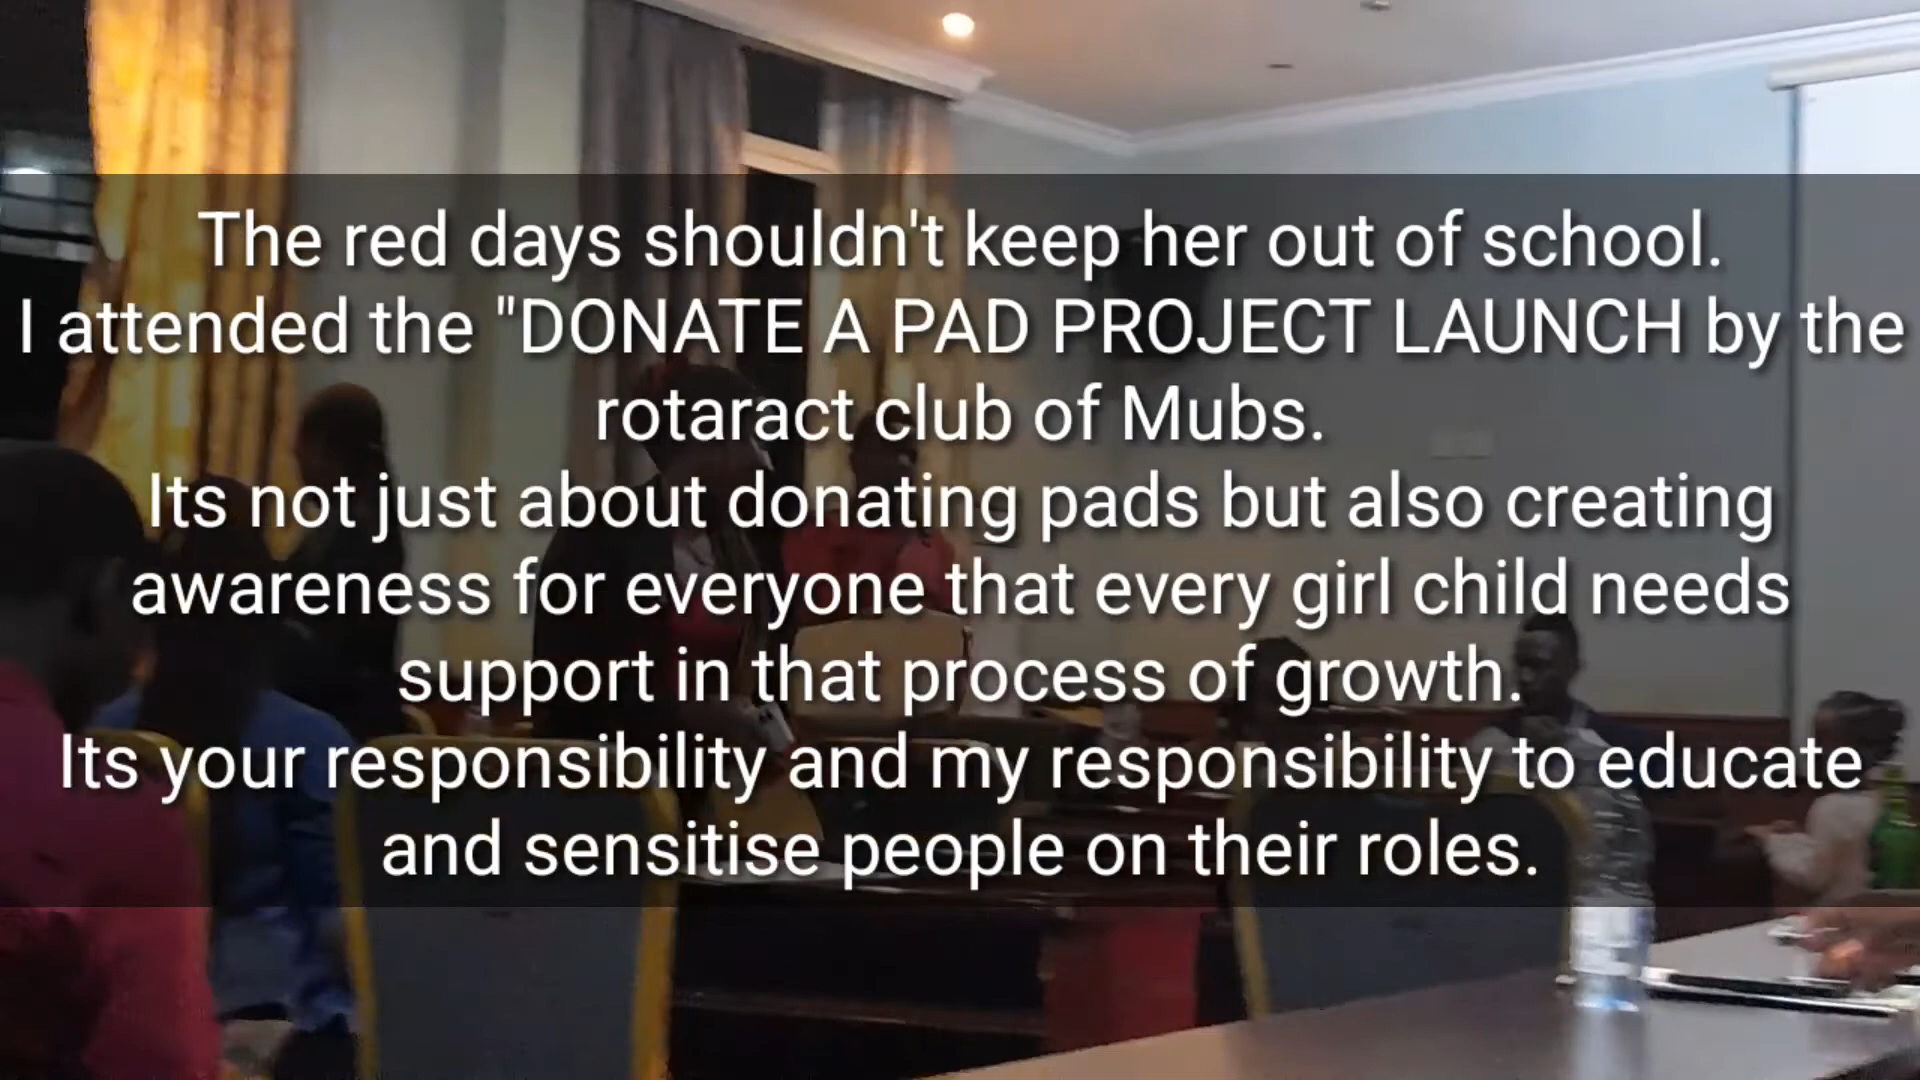 The red days shouldn't keep her out of school.
I attended the "DONATE A PAD PROJECT LAUNCH by the
rotaract club of Mubs.
Its not just about donating pads but also creating
awareness for everyone that every girl child needs
support in that process of growth.
Its your responsibility and my responsibility to educate
and sensitise people on their roles.